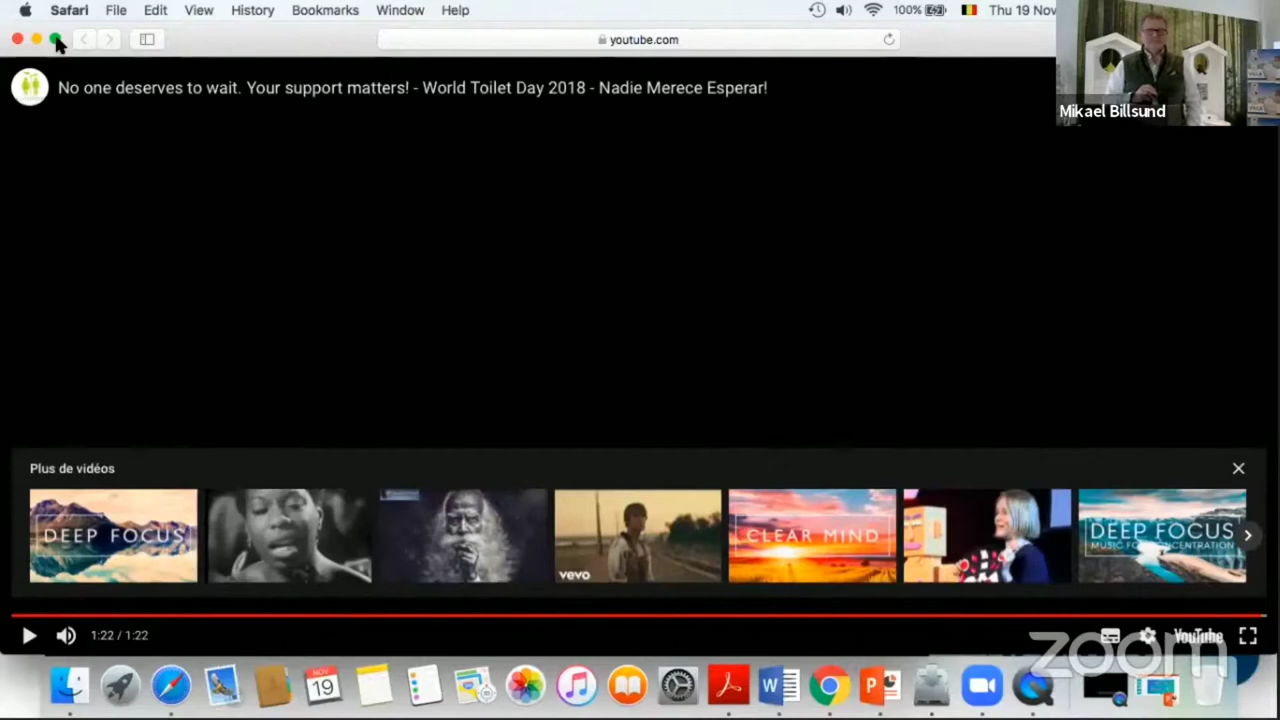 Safari File Edit View History Bookmarks Window Help 100% Thu 19 Nov
youtube.com
No one deserves to wait. Your support matters! - World Toilet Day 2018 - Nadie Merece Esperar!
Mikael Billsund
Plus de vidéos
DEEP FOCUS
vevo
CLEAR MIND
DEEP FOCUS
MUSIC FOR CONCENTRATION
1:22 / 1:22
YouTube
zoom
NOV
19
W
P